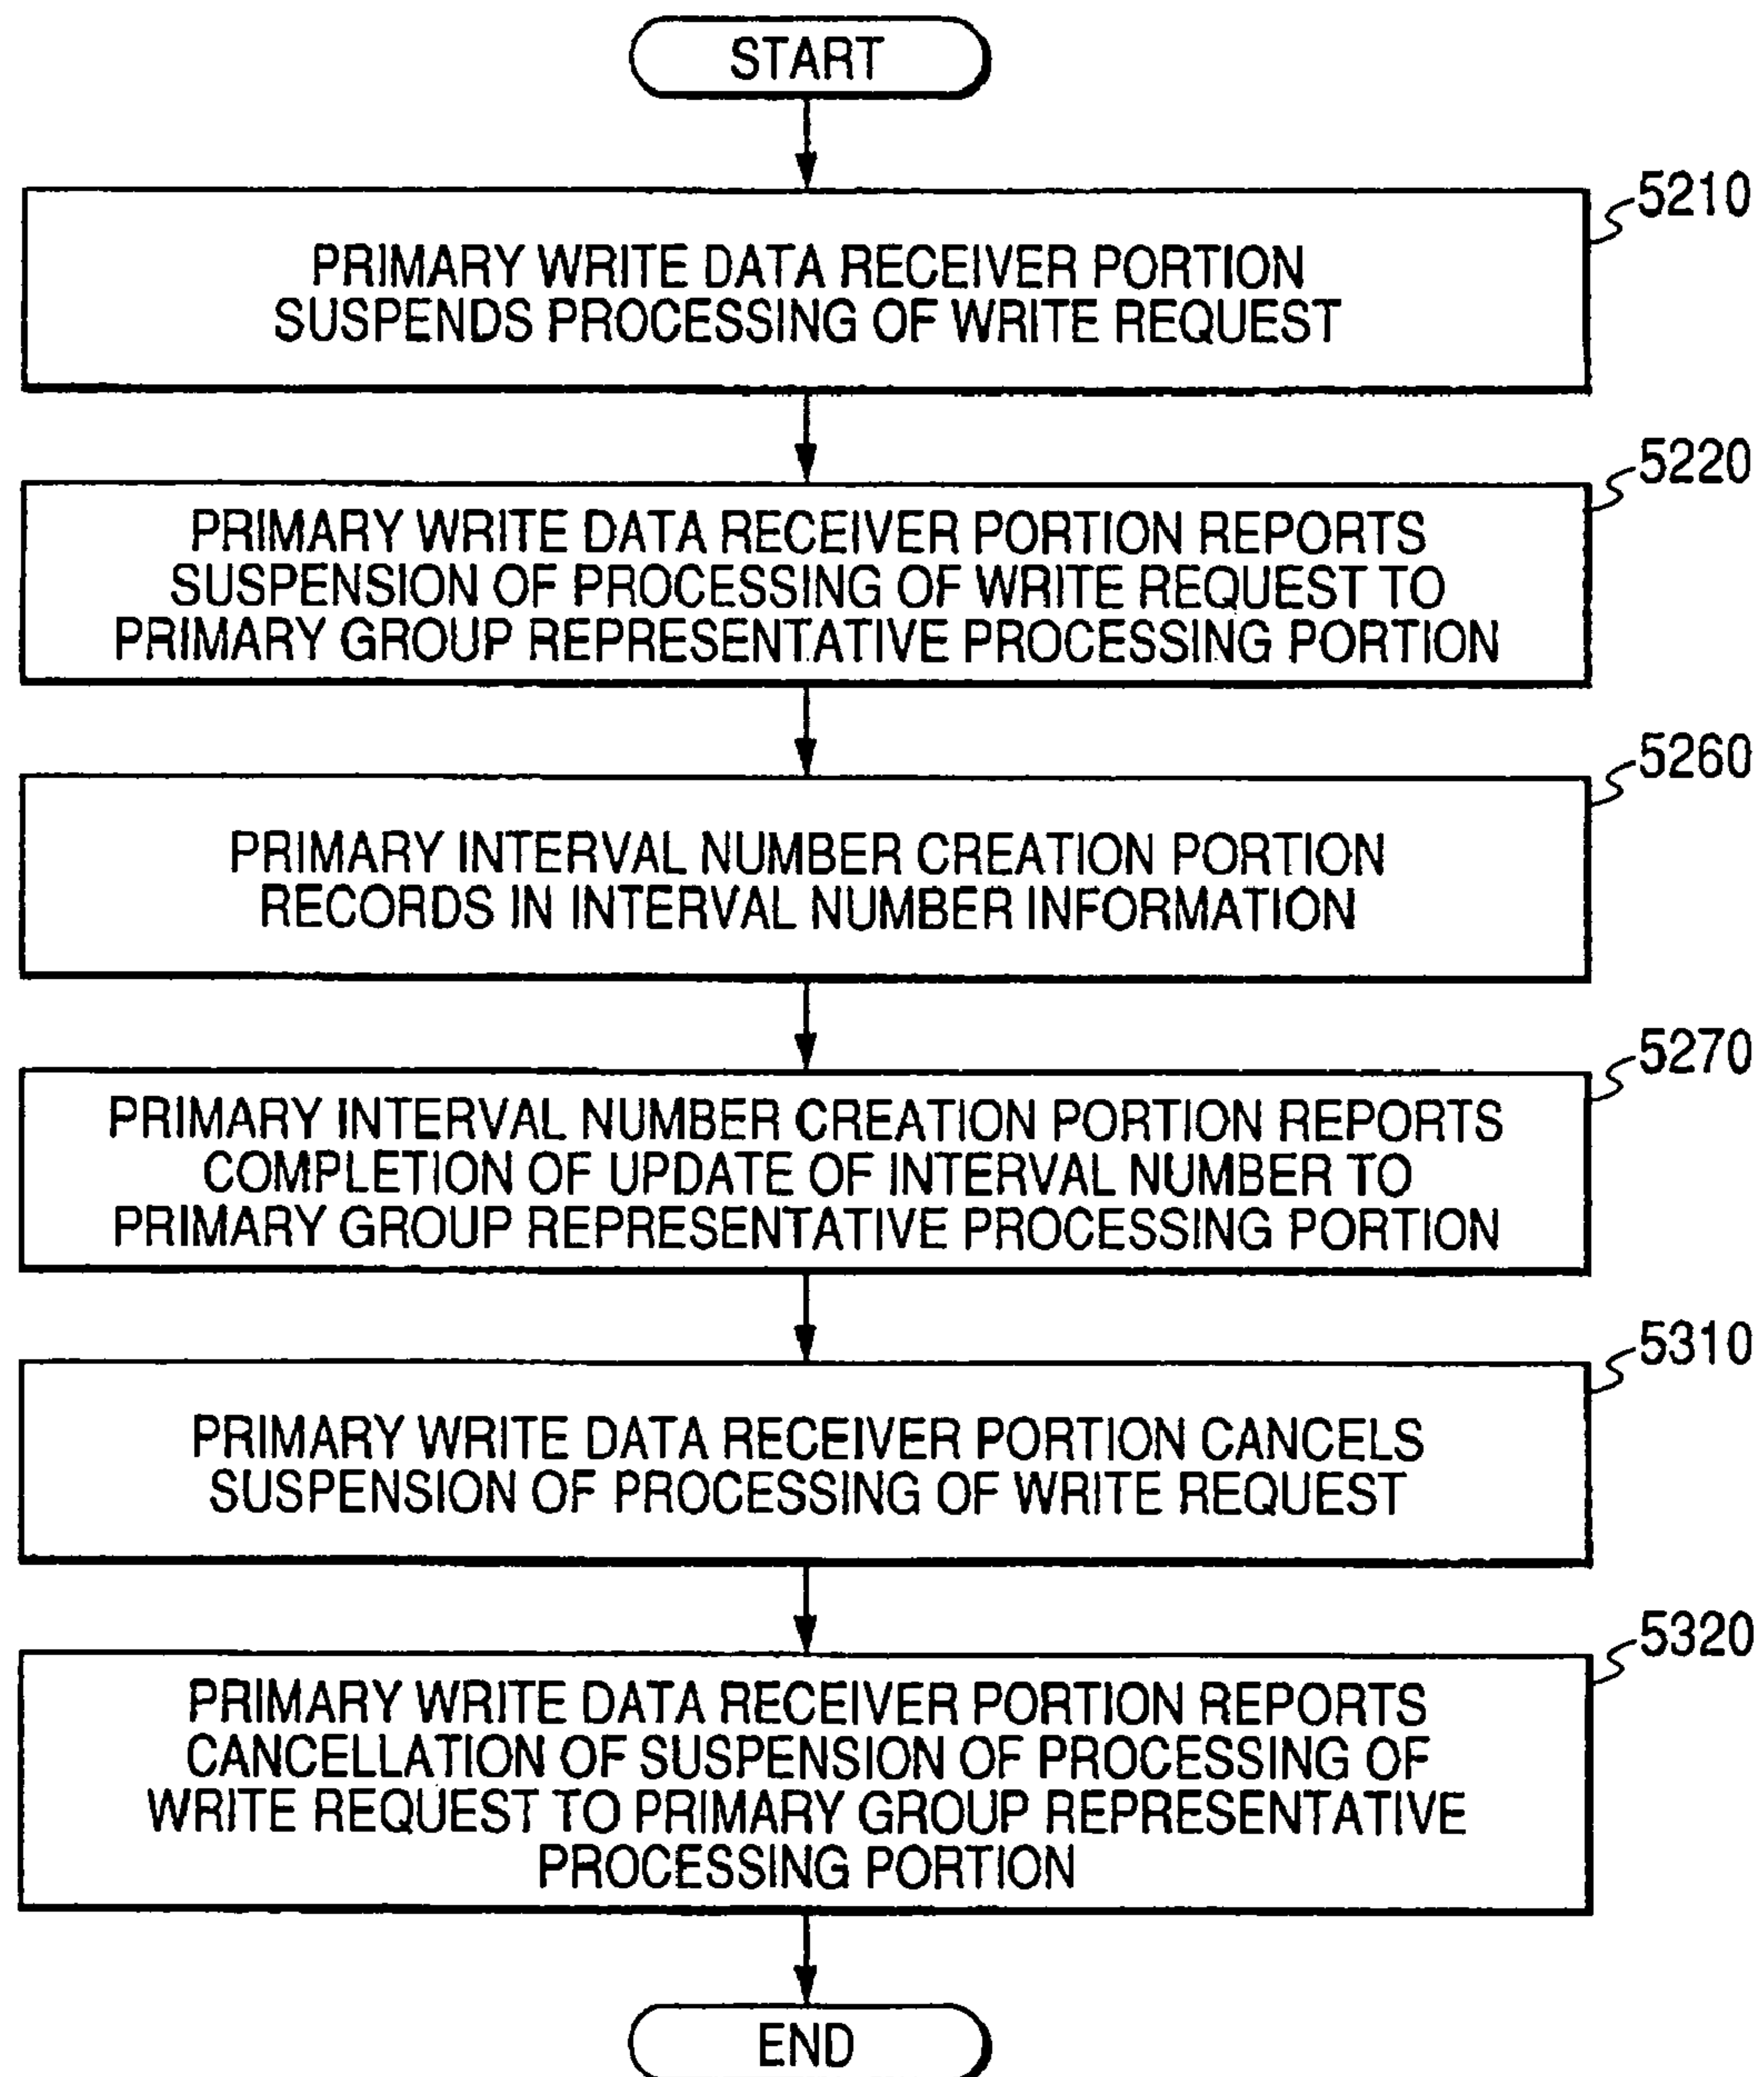 START
5210
PRIMARY WRITE DATA RECEIVER PORTION
SUSPENDS PROCESSING OF WRITE REQUEST
5220
PRIMARY WRITE DATA RECEIVER PORTION REPORTS
SUSPENSION OF PROCESSING OF WRITE REQUEST TO
PRIMARY GROUP REPRESENTATIVE PROCESSING PORTION
5260
PRIMARY INTERVAL NUMBER CREATION PORTION
RECORDS IN INTERVAL NUMBER INFORMATION
5270
PRIMARY INTERVAL NUMBER CREATION PORTION REPORTS
COMPLETION OF UPDATE OF INTERVAL NUMBER TO
PRIMARY GROUP REPRESENTATIVE PROCESSING PORTION
5310
PRIMARY WRITE DATA RECEIVER PORTION CANCELS
SUSPENSION OF PROCESSING OF WRITE REQUEST
5320
PRIMARY WRITE DATA RECEIVER PORTION REPORTS
CANCELLATION OF SUSPENSION OF PROCESSING OF
WRITE REQUEST TO PRIMARY GROUP REPRESENTATIVE
PROCESSING PORTION
END